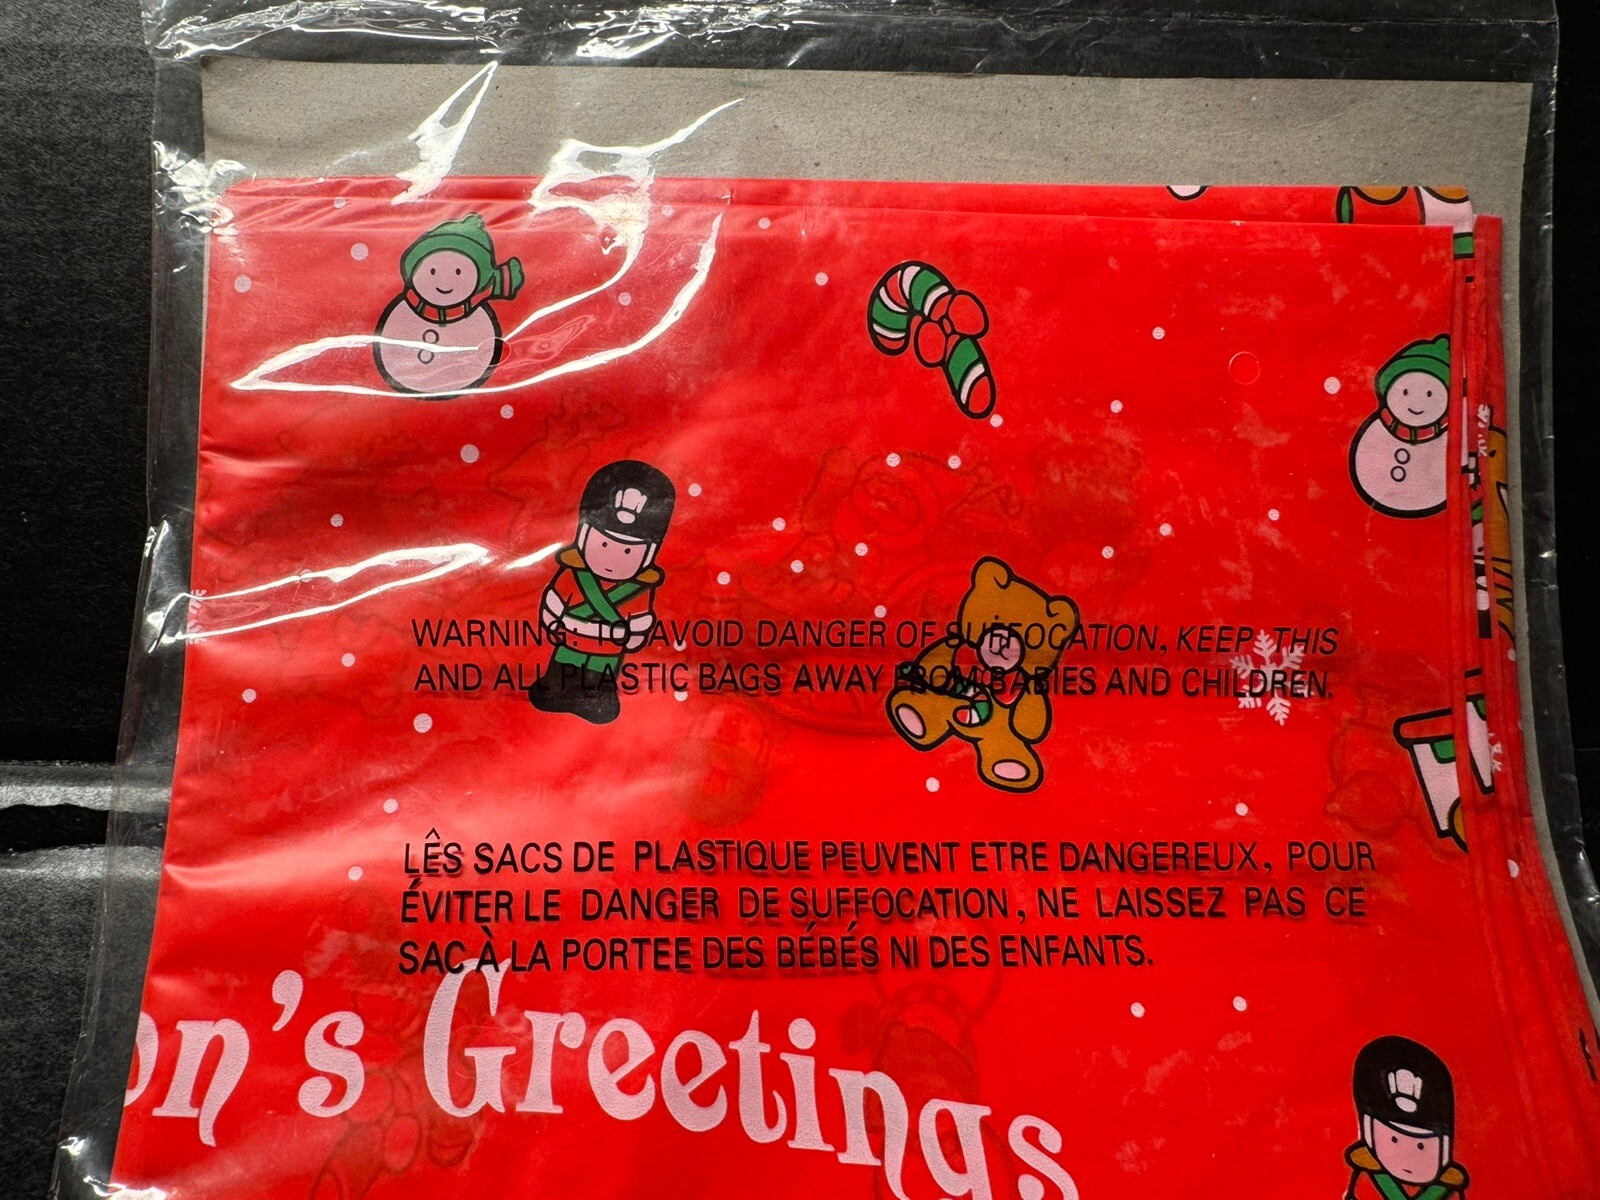 WARNING: TO AVOID DANGER OF SUFFOCATION, KEEP THIS
AND ALL PLASTIC BAGS AWAY FROM BABIES AND CHILDREN.
LÊS SACS DE PLASTIQUE PEUVENT ETRE DANGEREUX, POUR
ÉVITER LE DANGER DE SUFFOCATION, NE LAISSEZ PAS CE
SAC À LA PORTEE DES BÉBÉS NI DES ENFANTS.
on's Greetings